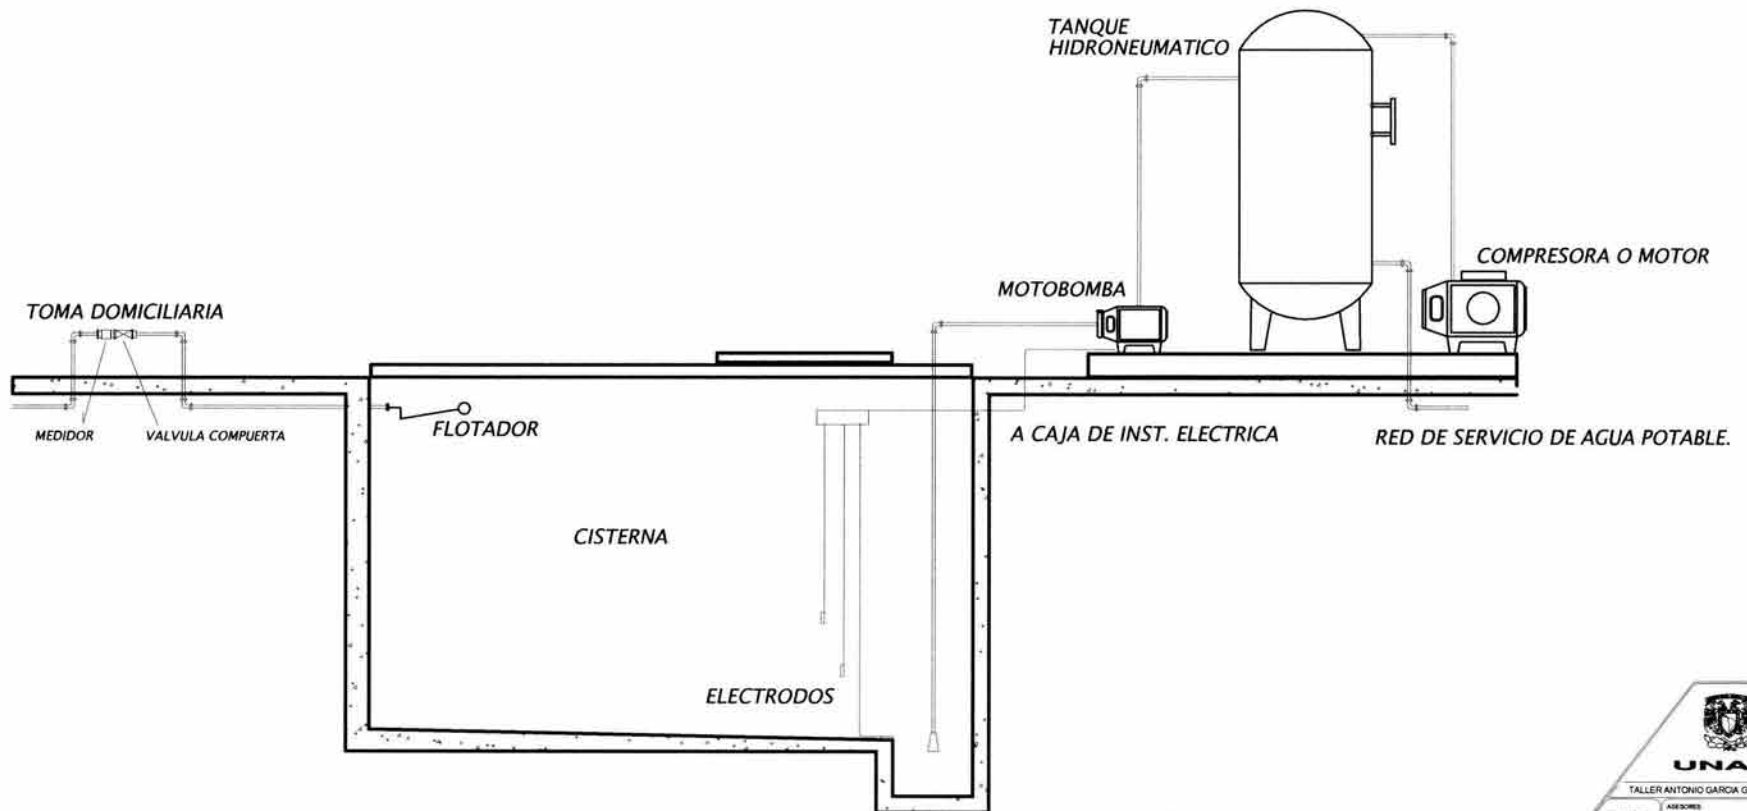 TANQUE
HIDRONEUMATICO
COMPRESORA O MOTOR
MOTOBOMBA
TOMA DOMICILIARIA
MEDIDOR
VALVULA COMPUERTA
FLOTADOR
A CAJA DE INST. ELECTRICA
RED DE SERVICIO DE AGUA POTABLE.
CISTERNA
ELECTRODOS
UNA
TALLER ANTONIO GARCIA G
ASESORES